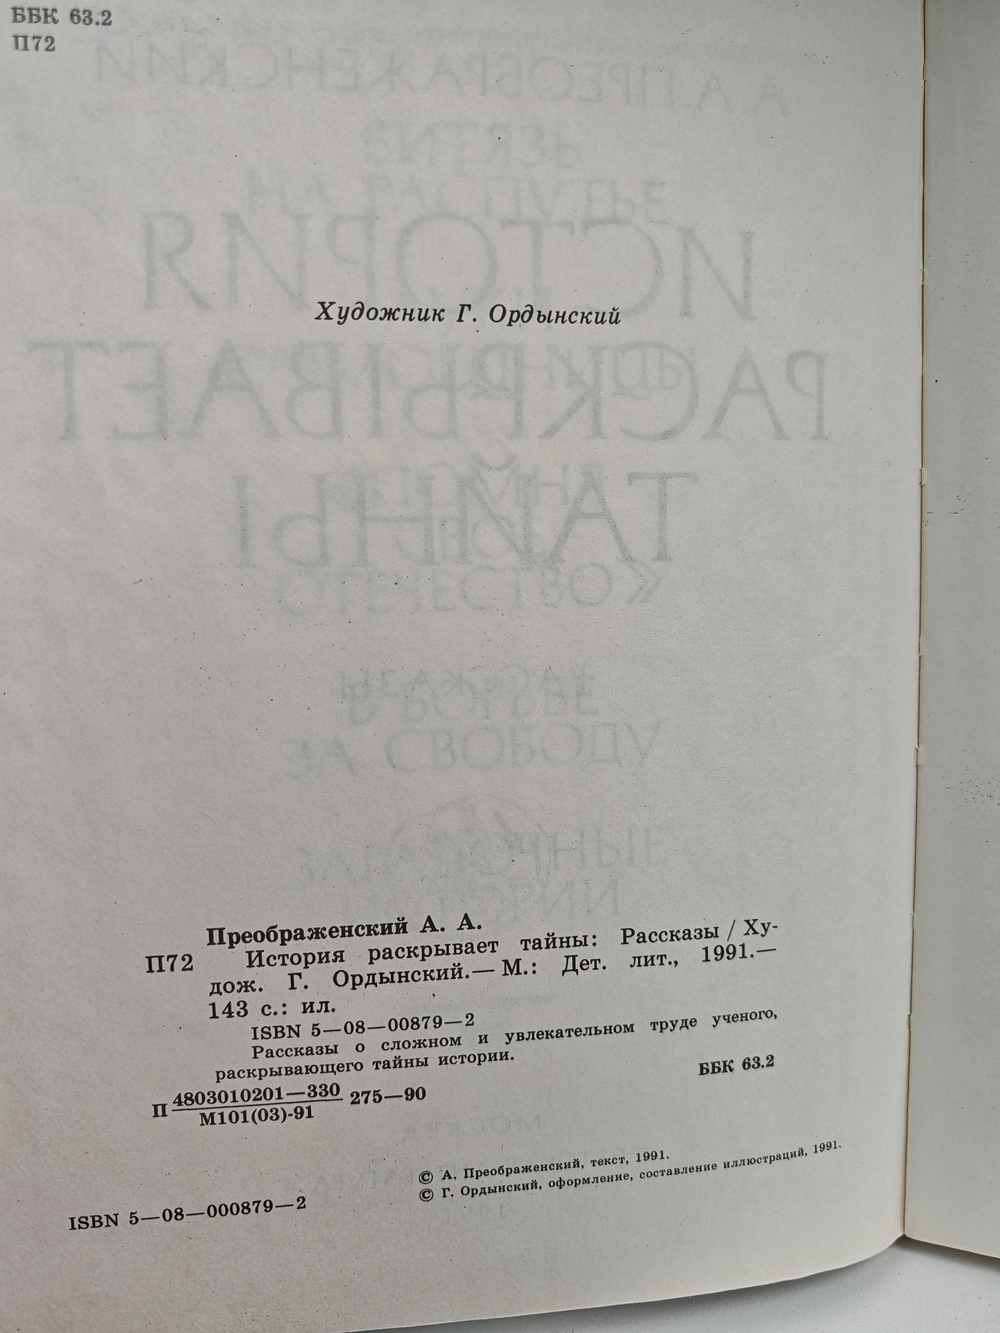 ББК 63.2
П72
Художник Г. Ордынский
Преображенский А. А.
П72 История раскрывает тайны: Рассказы / Ху-
дож. Г. Ордынский.— М.: Дет. лит., 1991.—
143 с.: ил.
ISBN 5—08—00879—2
Рассказы о сложном и увлекательном труде ученого,
раскрывающего тайны истории.
П 4803010201—330 275—90
М101(03)-91
ББК 63.2
© А. Преображенский, текст, 1991.
© Г. Ордынский, оформление, составление иллюстраций, 1991.
ISBN 5—08—000879—2